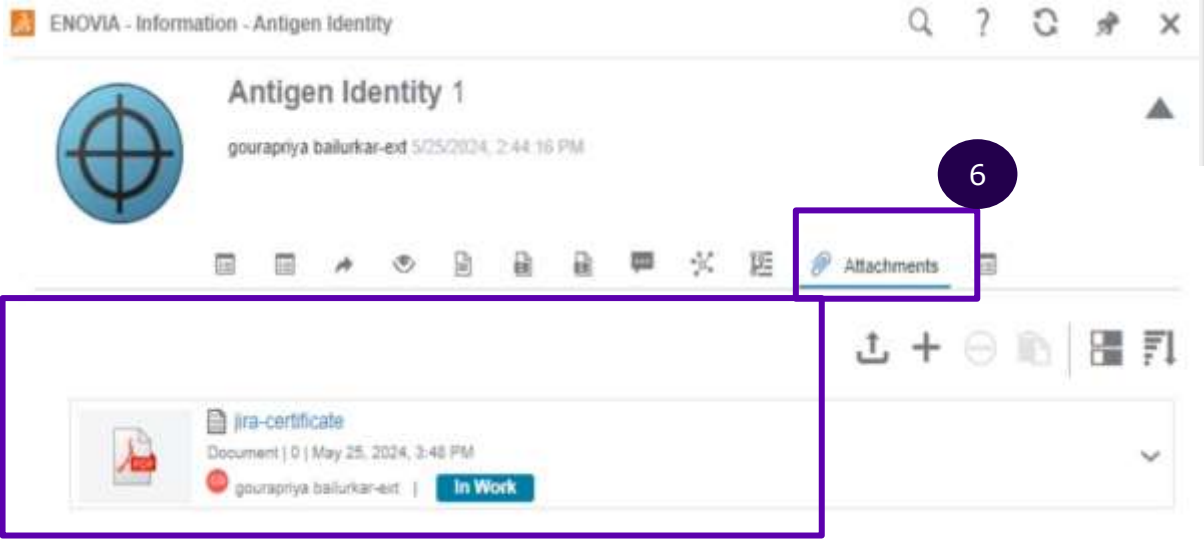 ENOVIA - Information - Antigen Identity
?
Antigen Identity 1
gourapriya bailurkar-ext 5/25/2024, 2:44:16 PM
6
Attachments
jira-certificate
Document | 0 | May 25, 2024, 3:48 PM
PDF
gourapriya bailurkar-ext |
In Work